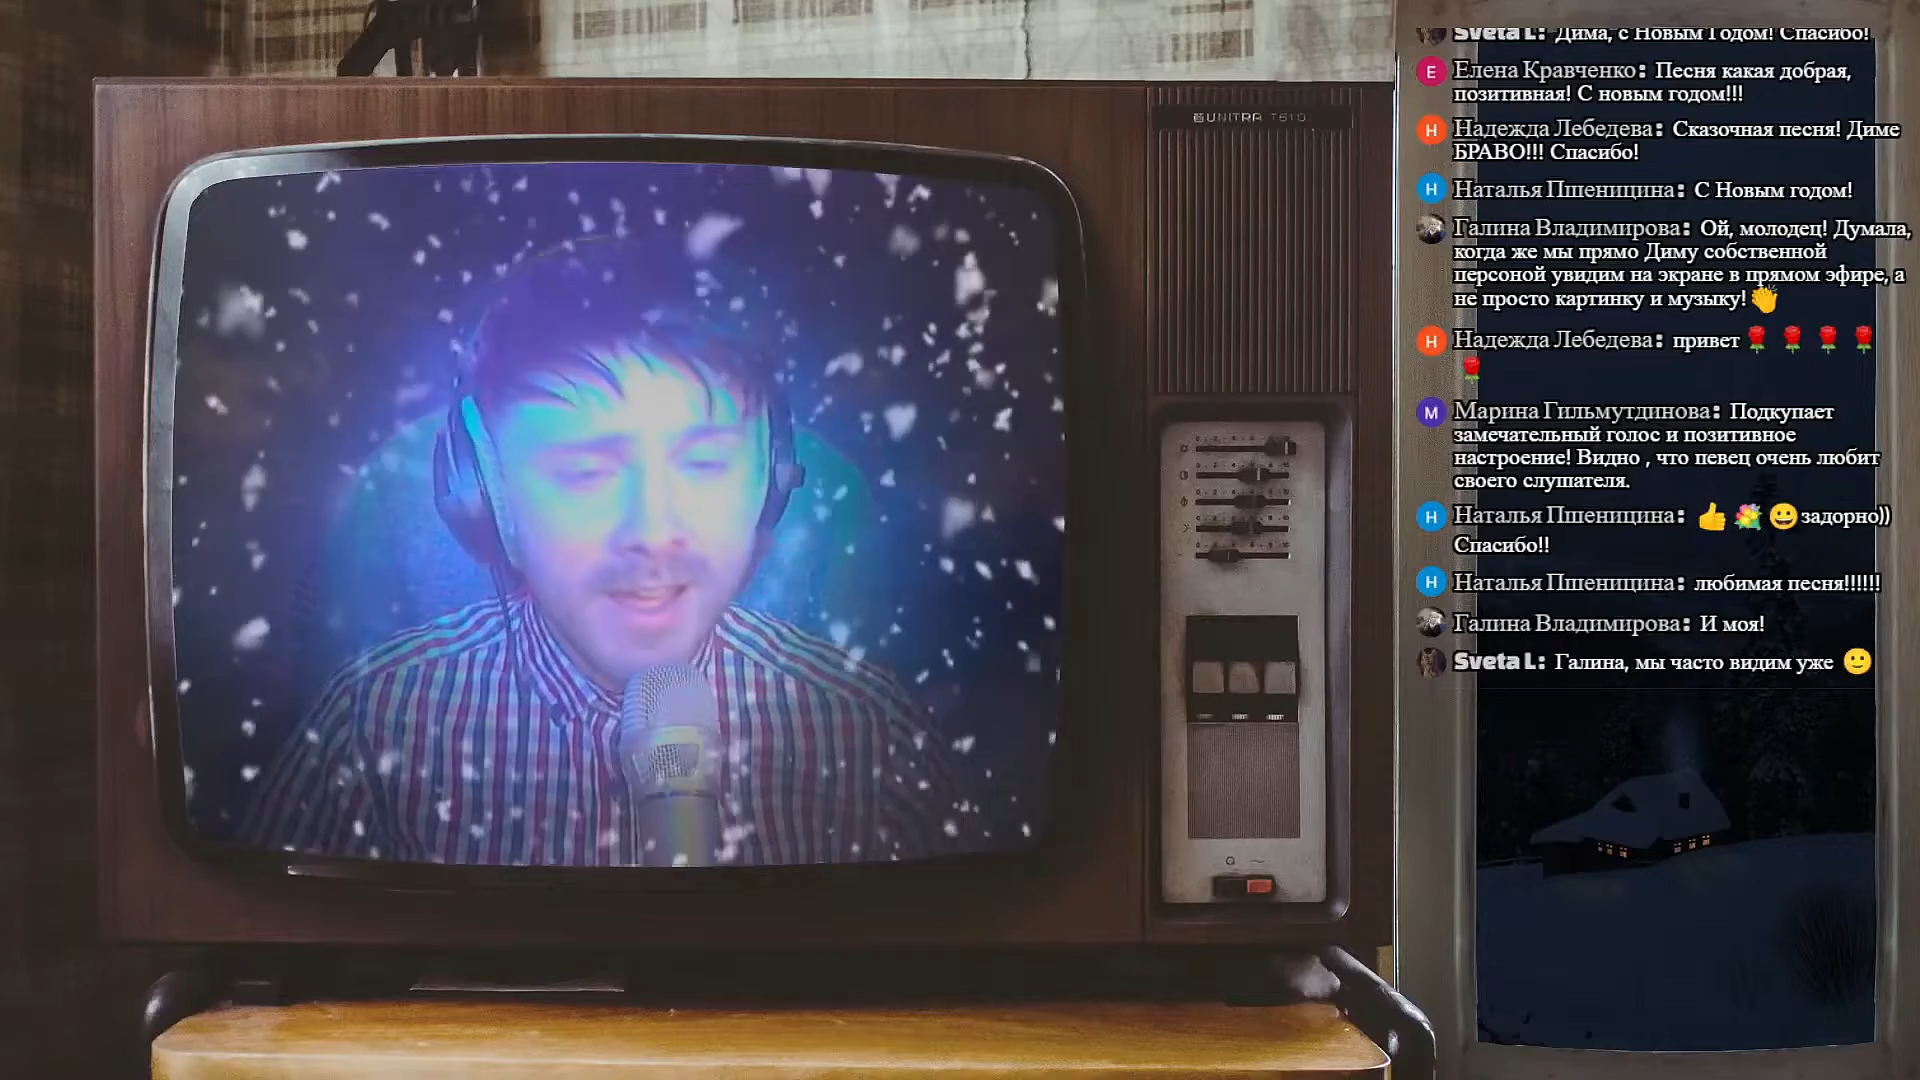 UNITRA
Sveta L: Дима, с Новым Годом! Спасибо!
Е
Елена Кравченко: Песня какая добрая,
позитивная! С новым годом!!!
Н
Надежда Лебедева: Сказочная песня! Диме
БРАВО!!! Спасибо!
Н
Наталья Пшеницина: С Новым годом!
Галина Владимирова: Ой, молодец! Думала,
когда же мы прямо Диму собственной
персоной увидим на экране в прямом эфире, а
не просто картинку и музыку! 👏
Н
Надежда Лебедева: привет 🌹 🌹 🌹 🌹
🌹
М
Марина Гильмутдинова: Подкупает
замечательный голос и позитивное
настроение! Видно , что певец очень любит
своего слушателя.
Н
Наталья Пшеницина: 👍 💐 😀 задорно))
Спасибо!!
Н
Наталья Пшеницина: любимая песня!!!!!!
Галина Владимирова: И моя!
Sveta L: Галина, мы часто видим уже 🙂